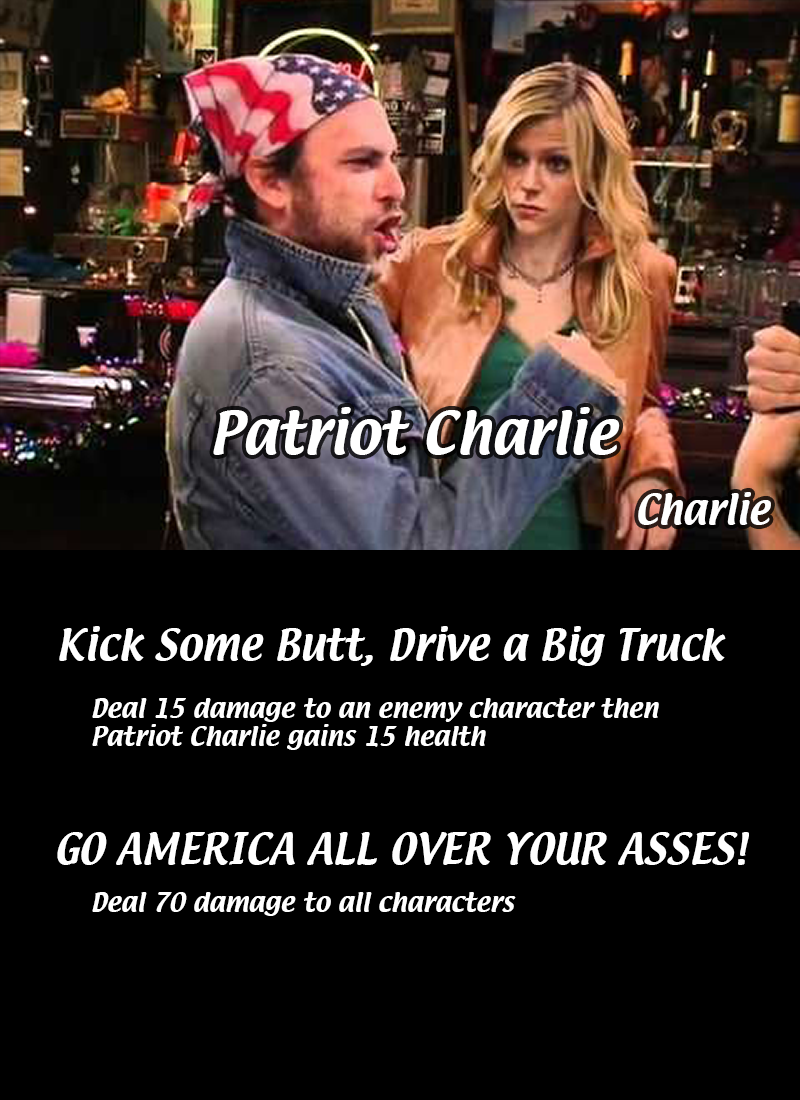 Patriot Charlie
Charlie
Kick Some Butt, Drive a Big Truck
Deal 15 damage to an enemy character then
Patriot Charlie gains 15 health
GO AMERICA ALL OVER YOUR ASSES!
Deal 70 damage to all characters